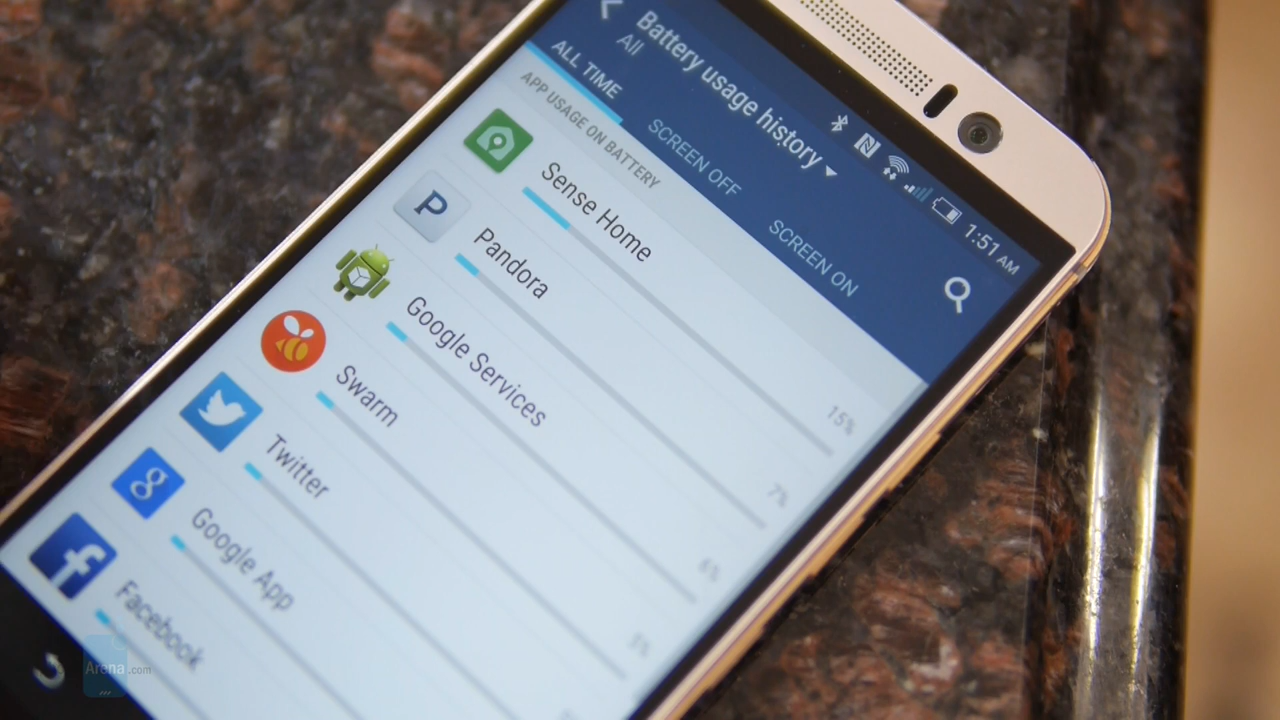 1:51 AM
Battery usage history
All
ALL TIME
SCREEN OFF
SCREEN ON
APP USAGE ON BATTERY
Sense Home
15%
Pandora
7%
Google Services
6%
Swarm
Twitter
Google App
Facebook
Arena.com